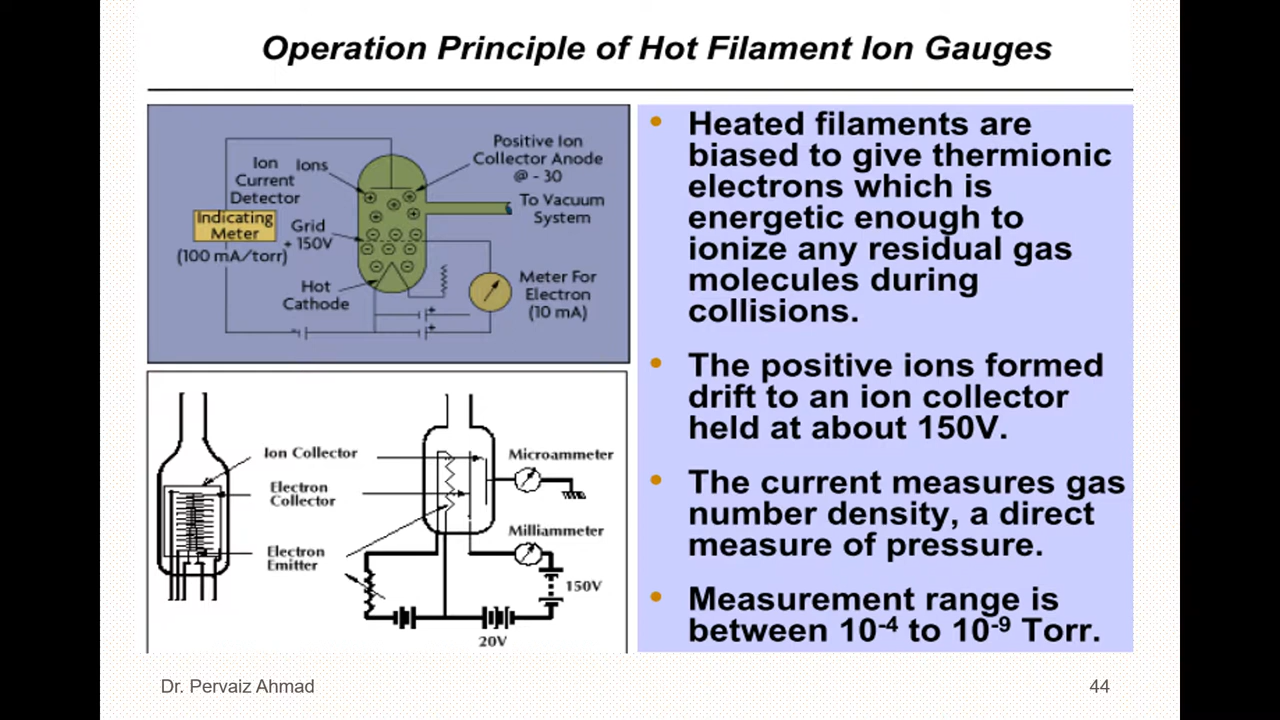 Operation Principle of Hot Filament Ion Gauges
Positive Ion
Collector Anode
@ - 30
Ion
Current
Detector
Ions
To Vacuum
System
Indicating
Meter
Grid
+ 150V
(100 mA/torr)
Hot
Cathode
Meter For
Electron
(10 mA)
+
+
-
Ion Collector
Electron
Collector
Electron
Emitter
Microammeter
Milliammeter
150V
20V
• Heated filaments are
biased to give thermionic
electrons which is
energetic enough to
ionize any residual gas
molecules during
collisions.
• The positive ions formed
drift to an ion collector
held at about 150V.
• The current measures gas
number density, a direct
measure of pressure.
• Measurement range is
between 10⁻⁴ to 10⁻⁹ Torr.
Dr. Pervaiz Ahmad
44